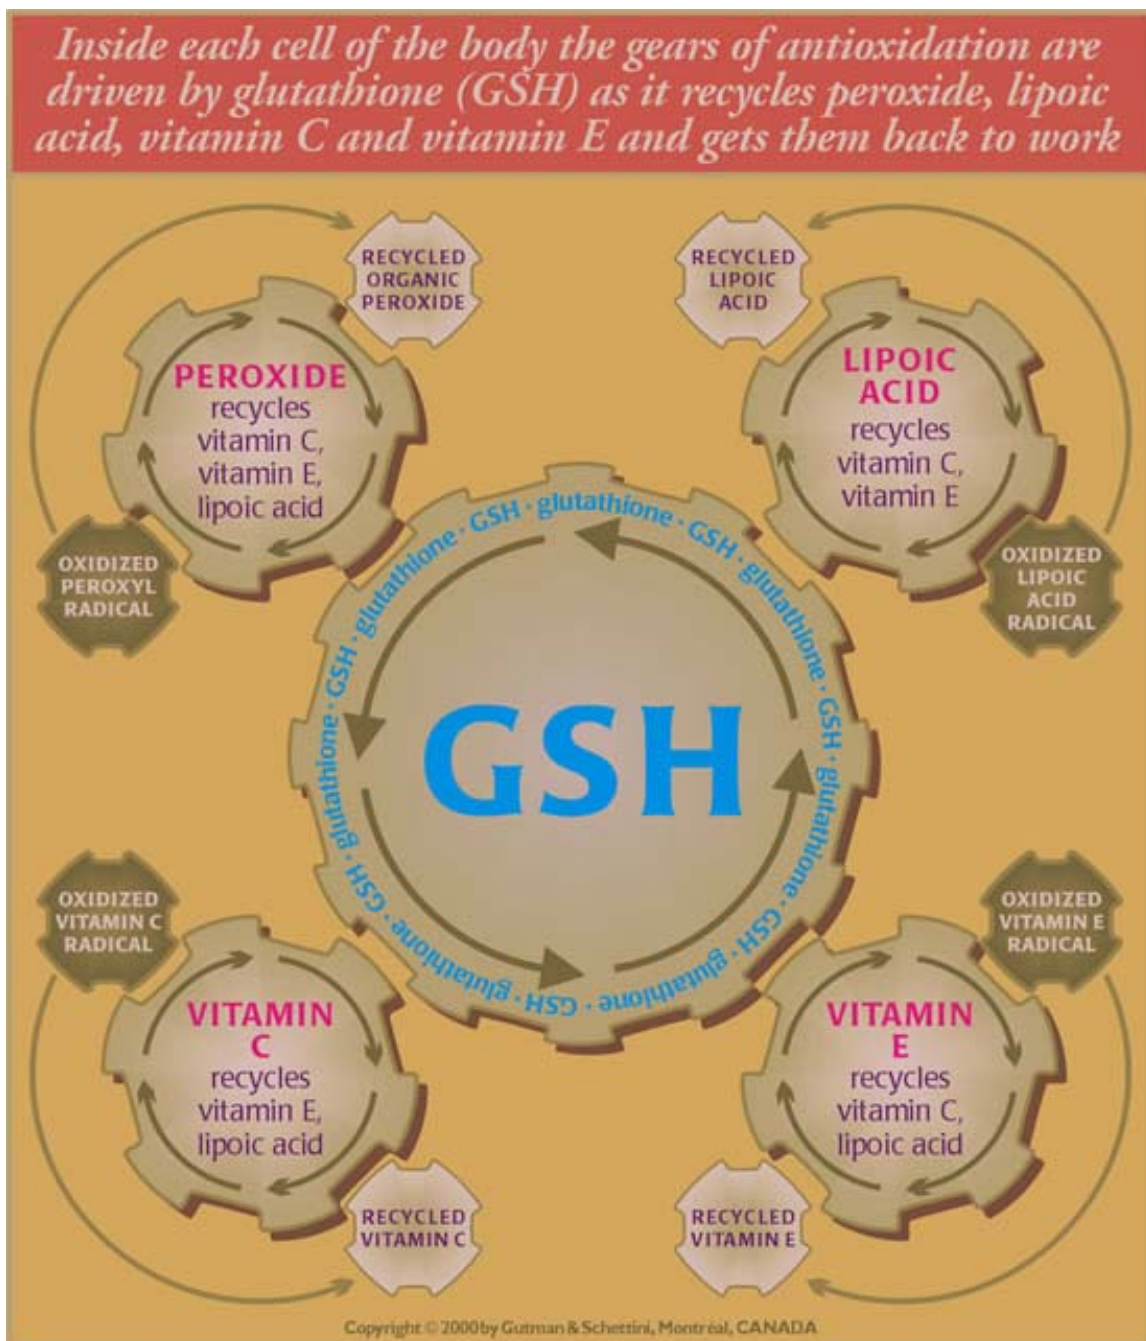 Inside each cell of the body the gears of antioxidation are
driven by glutathione (GSH) as it recycles peroxide, lipoic
acid, vitamin C and vitamin E and gets them back to work
RECYCLED
ORGANIC
PEROXIDE
RECYCLED
LIPOIC
ACID
PEROXIDE
recycles
vitamin C,
vitamin E,
lipoic acid
LIPOIC
ACID
recycles
vitamin C,
vitamin E
OXIDIZED
PEROXYL
RADICAL
OXIDIZED
LIPOIC
ACID
RADICAL
GSH · glutathione · GSH · glutathione · GSH · glutathione · GSH · glutathione · GSH · glutathione · GSH · glutathione · GSH · glutathione ·
GSH
OXIDIZED
VITAMIN C
RADICAL
OXIDIZED
VITAMIN E
RADICAL
VITAMIN
C
recycles
vitamin E,
lipoic acid
VITAMIN
E
recycles
vitamin C,
lipoic acid
RECYCLED
VITAMIN C
RECYCLED
VITAMIN E
Copyright © 2000 by Gutman & Schettini, Montréal, CANADA